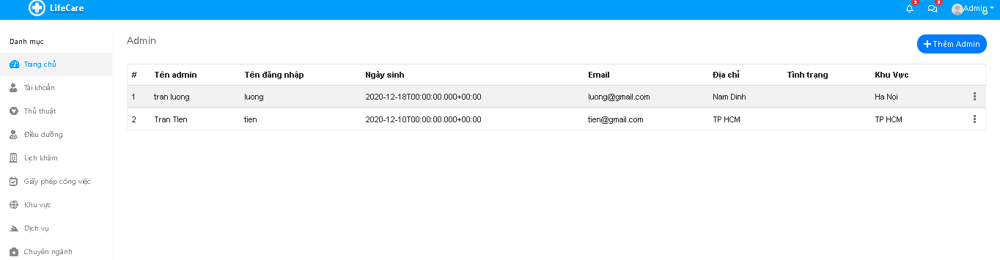 LifeCare
3
8
Admin
Danh mục
Trang chủ
Tài khoản
Thủ thuật
Điều dưỡng
Lịch khám
Giấy phép công việc
Khu vực
Dịch vụ
Chuyên ngành
Admin
Thêm Admin
# Tên admin Tên đăng nhập Ngày sinh Email Địa chỉ Tình trạng Khu Vực
1 tran luong luong 2020-12-18T00:00:00.000+00:00 luong@gmail.com Nam Dinh Ha Noi
2 Tran TIen tien 2020-12-10T00:00:00.000+00:00 tien@gmail.com TP HCM TP HCM